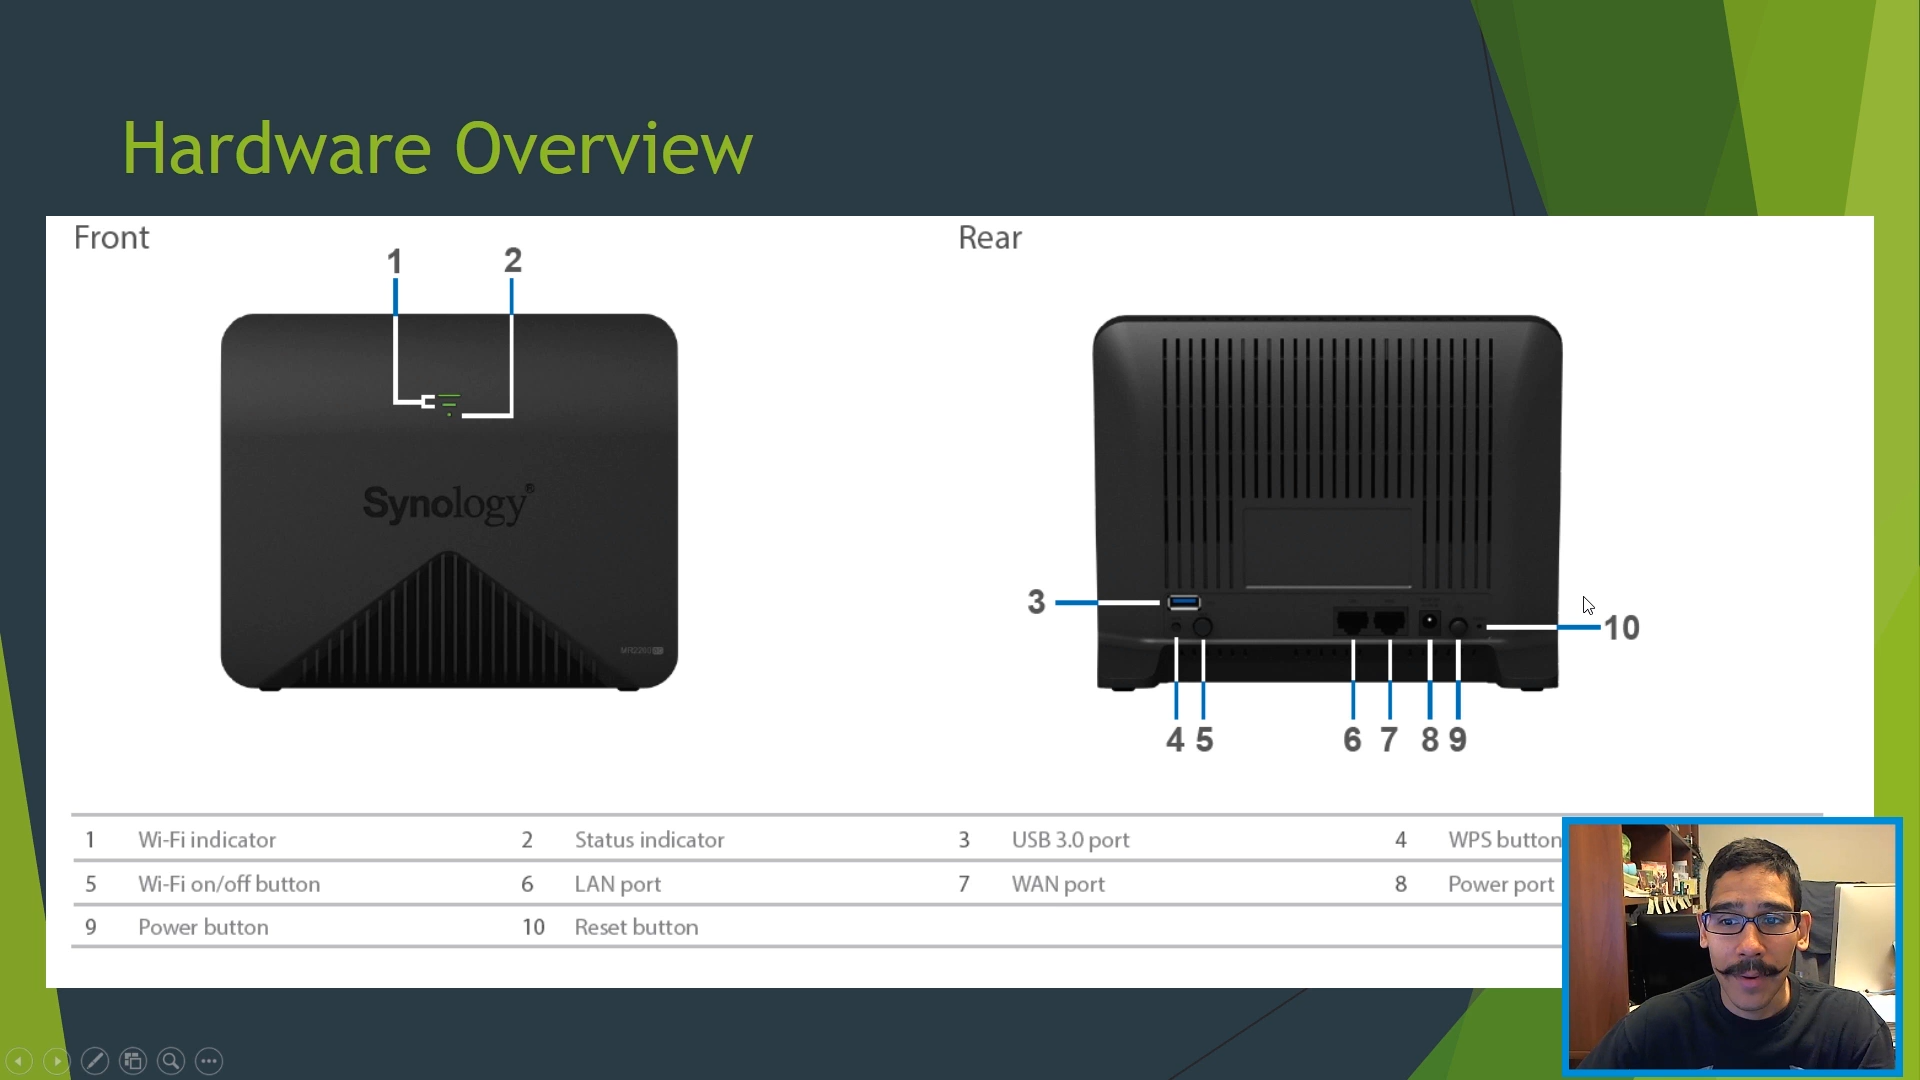 Hardware Overview
Front
Rear
1
2
Synology®
3
10
4 5
6 7 8 9
1 Wi-Fi indicator 2 Status indicator 3 USB 3.0 port 4 WPS button
5 Wi-Fi on/off button 6 LAN port 7 WAN port 8 Power port
9 Power button 10 Reset button